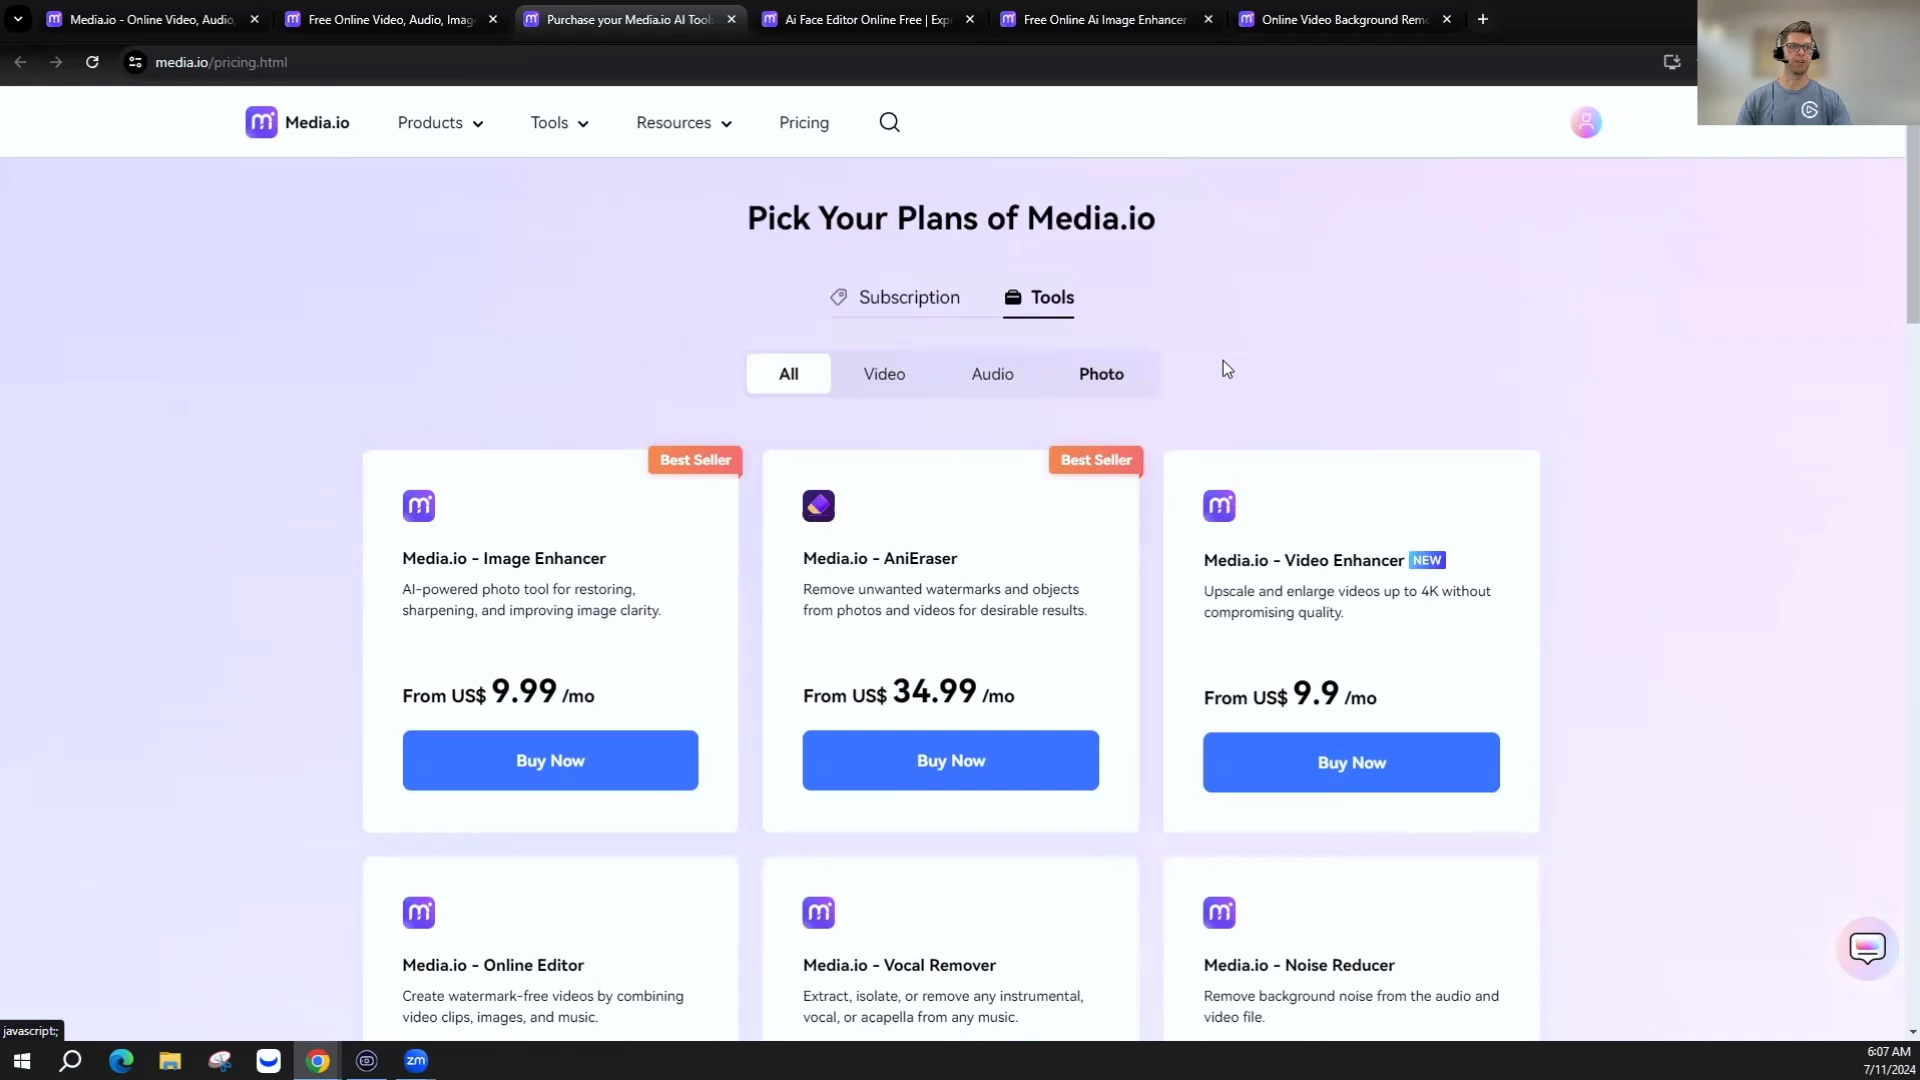 Media.io - Online Video, Audio,
Free Online Video, Audio, Imag
Purchase your Media.io AI Tools
Ai Face Editor Online Free | Exp
Free Online Ai Image Enhancer
Online Video Background Rem
media.io/pricing.html
Media.io
Products
Tools
Resources
Pricing
Pick Your Plans of Media.io
Subscription
Tools
All
Video
Audio
Photo
Best Seller
Media.io - Image Enhancer
AI-powered photo tool for restoring,
sharpening, and improving image clarity.
From US$ 9.99 /mo
Buy Now
Best Seller
Media.io - AniEraser
Remove unwanted watermarks and objects
from photos and videos for desirable results.
From US$ 34.99 /mo
Buy Now
Media.io - Video Enhancer NEW
Upscale and enlarge videos up to 4K without
compromising quality.
From US$ 9.9 /mo
Buy Now
Media.io - Online Editor
Create watermark-free videos by combining
video clips, images, and music.
Media.io - Vocal Remover
Extract, isolate, or remove any instrumental,
vocal, or acapella from any music.
Media.io - Noise Reducer
Remove background noise from the audio and
video file.
javascript:;
zm
6:07 AM
7/11/2024